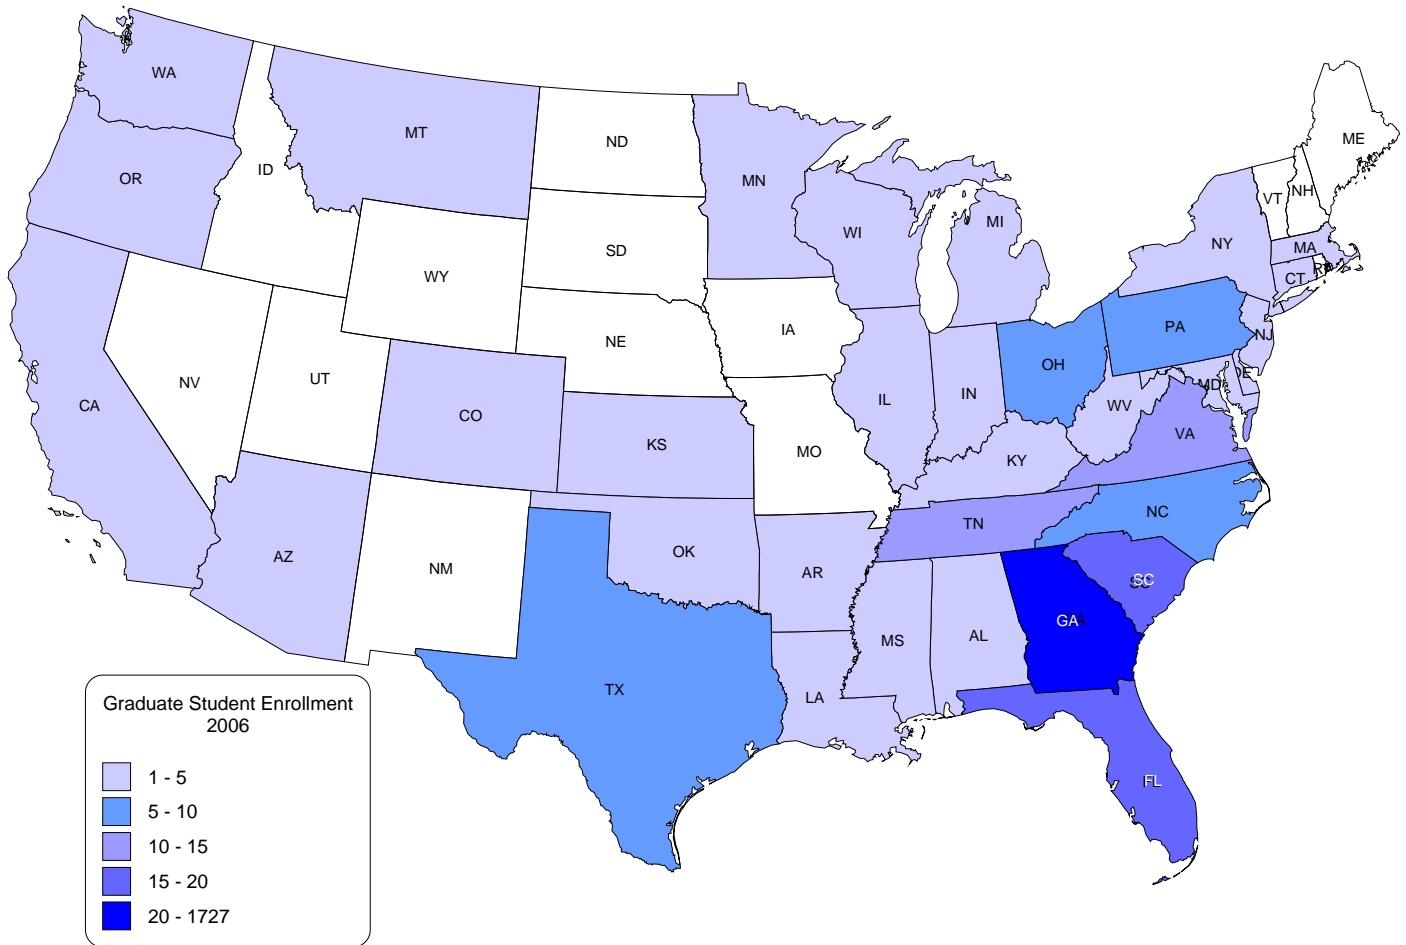 WA
MT
ND
ME
OR
ID
MN
VT
NH
SD
WI
MI
NY
MA
WY
CT
RI
IA
PA
NE
NJ
OH
NV
UT
IL
IN
MD
DE
CA
CO
WV
KS
VA
MO
KY
NC
TN
AZ
NM
OK
AR
SC
GA
MS
AL
TX
LA
FL
Graduate Student Enrollment
2006
1 - 5
5 - 10
10 - 15
15 - 20
20 - 1727